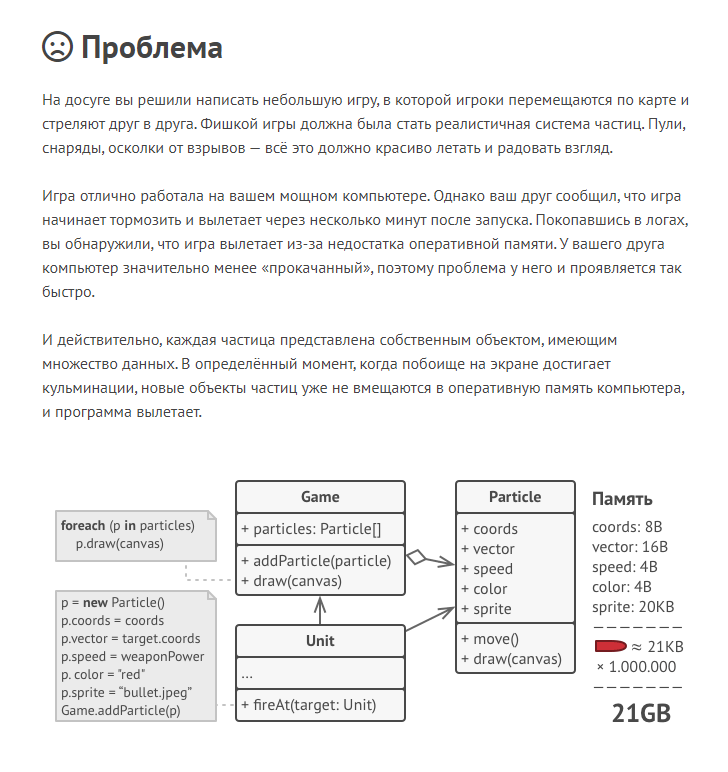 Проблема
На досуге вы решили написать небольшую игру, в которой игроки перемещаются по карте и
стреляют друг в друга. Фишкой игры должна была стать реалистичная система частиц. Пули,
снаряды, осколки от взрывов — всё это должно красиво летать и радовать взгляд.
Игра отлично работала на вашем мощном компьютере. Однако ваш друг сообщил, что игра
начинает тормозить и вылетает через несколько минут после запуска. Покопавшись в логах,
вы обнаружили, что игра вылетает из-за недостатка оперативной памяти. У вашего друга
компьютер значительно менее «прокачанный», поэтому проблема у него и проявляется так
быстро.
И действительно, каждая частица представлена собственным объектом, имеющим
множество данных. В определённый момент, когда побоище на экране достигает
кульминации, новые объекты частиц уже не вмещаются в оперативную память компьютера,
и программа вылетает.
foreach (p in particles)
p.draw(canvas)
p = new Particle()
p.coords = coords
p.vector = target.coords
p.speed = weaponPower
p. color = "red"
p.sprite = “bullet.jpeg”
Game.addParticle(p)
Game
+ particles: Particle[]
+ addParticle(particle)
+ draw(canvas)
Unit
...
+ fireAt(target: Unit)
Particle
+ coords
+ vector
+ speed
+ color
+ sprite
+ move()
+ draw(canvas)
Память
coords: 8B
vector: 16B
speed: 4B
color: 4B
sprite: 20KB
≈ 21KB
× 1.000.000
21GB